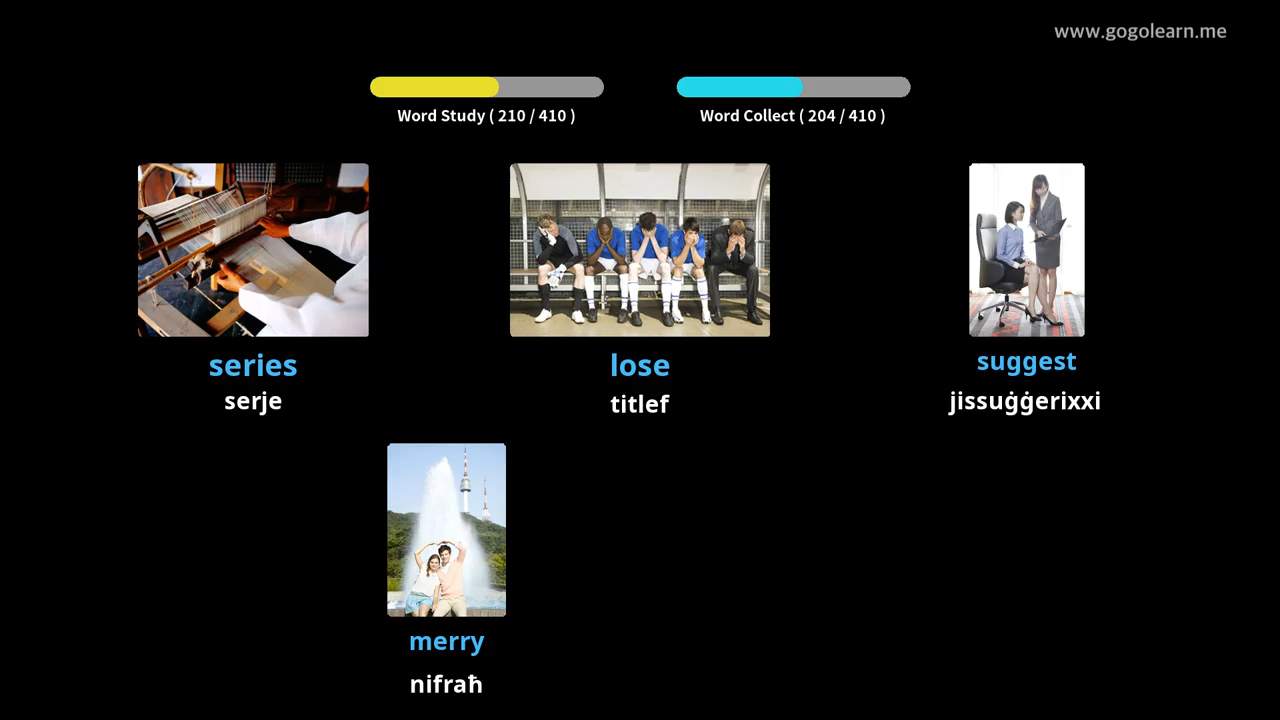 www.gogolearn.me
Word Study ( 210 / 410 )
Word Collect ( 204 / 410 )
series
serje
lose
titlef
suggest
jissuġġerixxi
merry
nifraħ